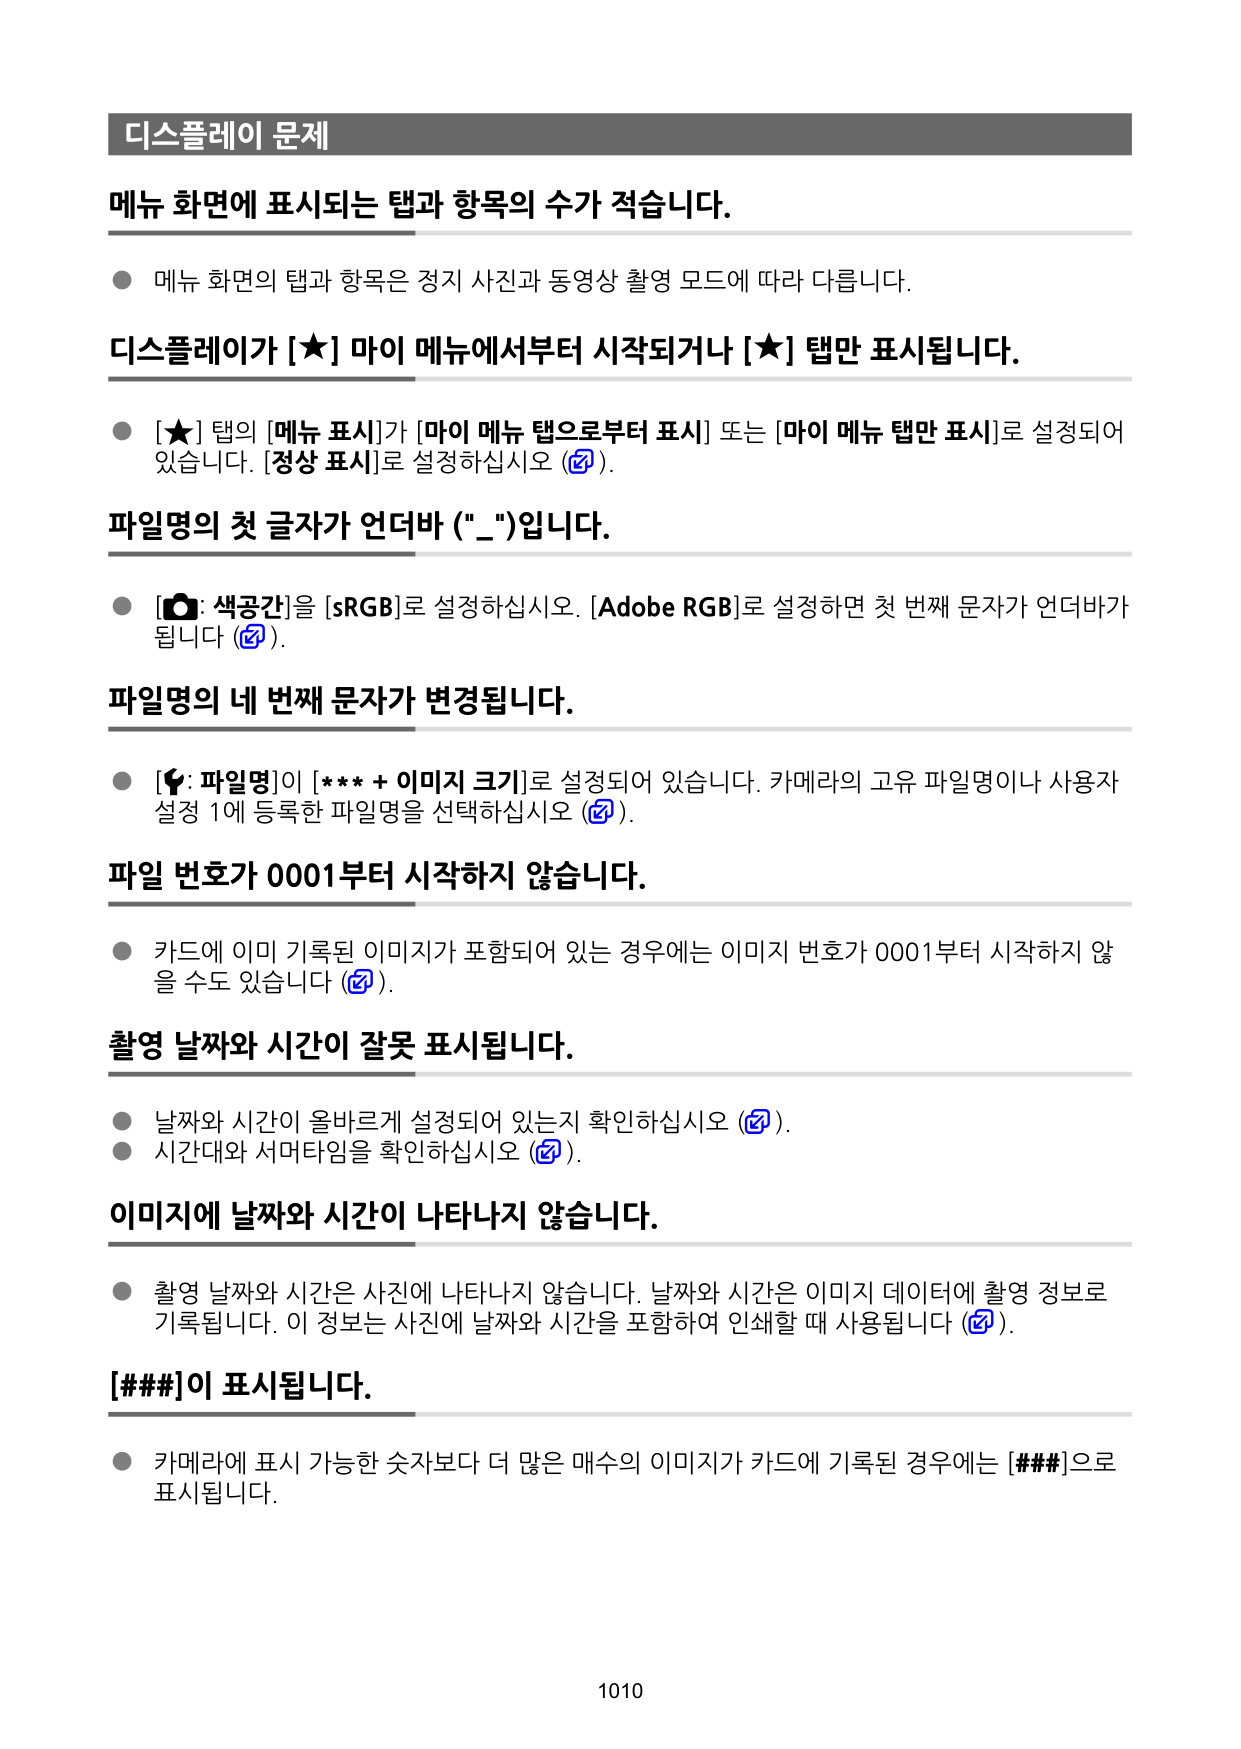 디스플레이 문제
메뉴 화면에 표시되는 탭과 항목의 수가 적습니다.
● 메뉴 화면의 탭과 항목은 정지 사진과 동영상 촬영 모드에 따라 다릅니다.
디스플레이가 [★] 마이 메뉴에서부터 시작되거나 [★] 탭만 표시됩니다.
● [★] 탭의 [메뉴 표시]가 [마이 메뉴 탭으로부터 표시] 또는 [마이 메뉴 탭만 표시]로 설정되어
있습니다. [정상 표시]로 설정하십시오 ( ).
파일명의 첫 글자가 언더바 ("_")입니다.
● [ : 색공간]을 [sRGB]로 설정하십시오. [Adobe RGB]로 설정하면 첫 번째 문자가 언더바가
됩니다 ( ).
파일명의 네 번째 문자가 변경됩니다.
● [ : 파일명]이 [*** + 이미지 크기]로 설정되어 있습니다. 카메라의 고유 파일명이나 사용자
설정 1에 등록한 파일명을 선택하십시오 ( ).
파일 번호가 0001부터 시작하지 않습니다.
● 카드에 이미 기록된 이미지가 포함되어 있는 경우에는 이미지 번호가 0001부터 시작하지 않
을 수도 있습니다 ( ).
촬영 날짜와 시간이 잘못 표시됩니다.
● 날짜와 시간이 올바르게 설정되어 있는지 확인하십시오 ( ).
● 시간대와 서머타임을 확인하십시오 ( ).
이미지에 날짜와 시간이 나타나지 않습니다.
● 촬영 날짜와 시간은 사진에 나타나지 않습니다. 날짜와 시간은 이미지 데이터에 촬영 정보로
기록됩니다. 이 정보는 사진에 날짜와 시간을 포함하여 인쇄할 때 사용됩니다 ( ).
[###]이 표시됩니다.
● 카메라에 표시 가능한 숫자보다 더 많은 매수의 이미지가 카드에 기록된 경우에는 [###]으로
표시됩니다.
1010